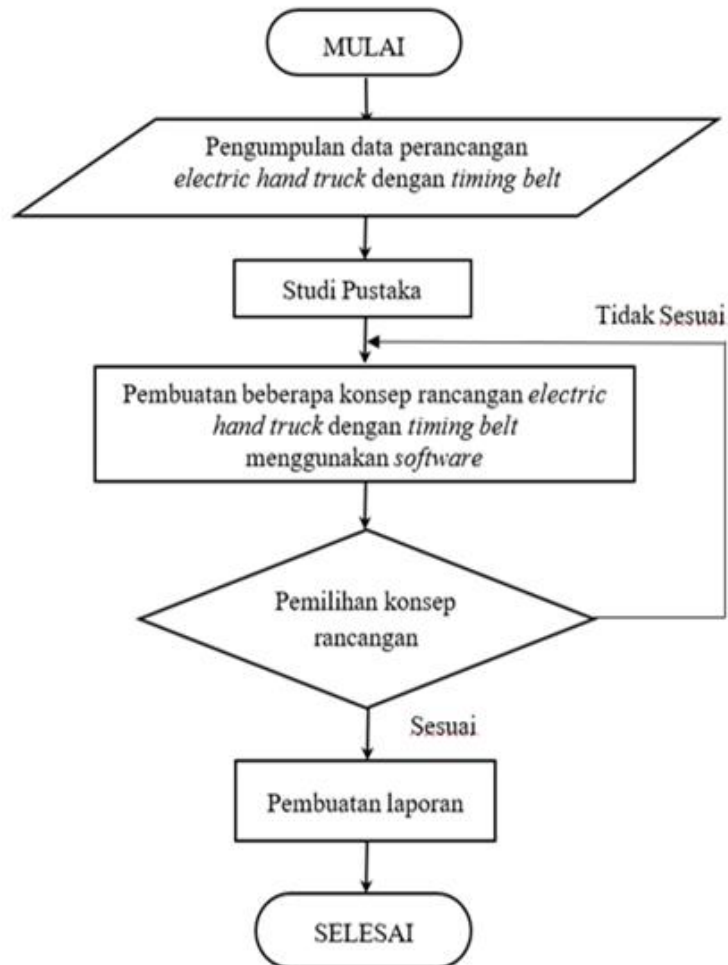 MULAI
Pengumpulan data perancangan
electric hand truck dengan timing belt
Studi Pustaka
Tidak Sesuai
Pembuatan beberapa konsep rancangan electric
hand truck dengan timing belt
menggunakan software
Pemilihan konsep
rancangan
Sesuai
Pembuatan laporan
SELESAI